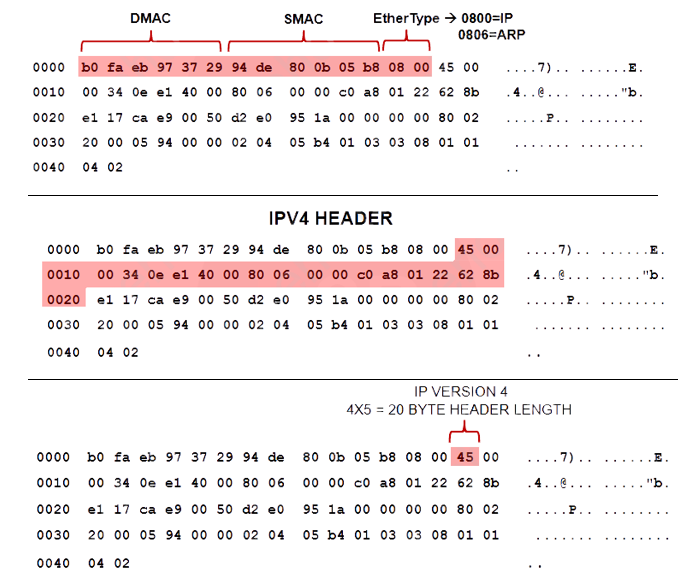 DMAC SMAC EtherType → 0800=IP
0806=ARP
0000 b0 fa eb 97 37 29 94 de 80 0b 05 b8 08 00 45 00 ....7).. ......E.
0010 00 34 0e e1 40 00 80 06 00 00 c0 a8 01 22 62 8b .4..@... ....."b.
0020 e1 17 ca e9 00 50 d2 e0 95 1a 00 00 00 00 80 02 .....P.. ........
0030 20 00 05 94 00 00 02 04 05 b4 01 03 03 08 01 01 ....... ........
0040 04 02 ..
IPV4 HEADER
0000 b0 fa eb 97 37 29 94 de 80 0b 05 b8 08 00 45 00 ....7).. ......E.
0010 00 34 0e e1 40 00 80 06 00 00 c0 a8 01 22 62 8b .4..@... ....."b.
0020 e1 17 ca e9 00 50 d2 e0 95 1a 00 00 00 00 80 02 .....P.. ........
0030 20 00 05 94 00 00 02 04 05 b4 01 03 03 08 01 01 ....... ........
0040 04 02 ..
IP VERSION 4
4X5 = 20 BYTE HEADER LENGTH
0000 b0 fa eb 97 37 29 94 de 80 0b 05 b8 08 00 45 00 ....7).. ......E.
0010 00 34 0e e1 40 00 80 06 00 00 c0 a8 01 22 62 8b .4..@... ....."b.
0020 e1 17 ca e9 00 50 d2 e0 95 1a 00 00 00 00 80 02 .....P.. ........
0030 20 00 05 94 00 00 02 04 05 b4 01 03 03 08 01 01 ....... ........
0040 04 02 ..